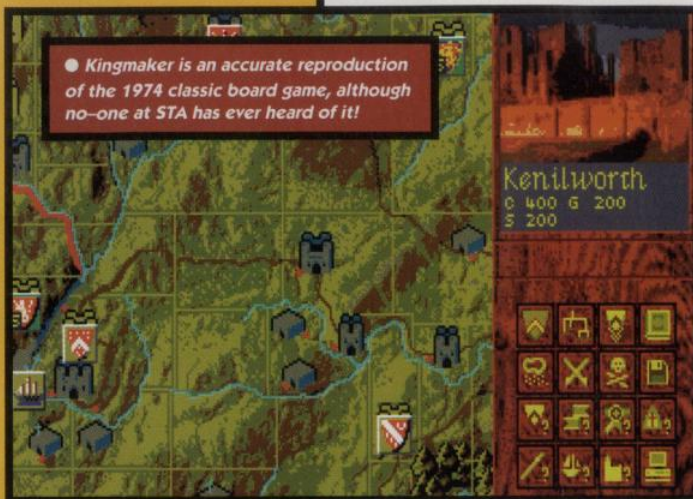 ● Kingmaker is an accurate reproduction
of the 1974 classic board game, although
no–one at STA has ever heard of it!
Kenilworth
C 400 G 200
S 200
? ? ? ?
? ? ?